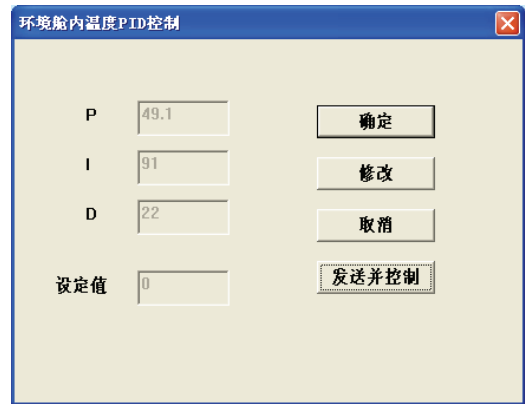 环境舱内温度PID控制
P 49.1 确定
I 91 修改
D 22 取消
设定值 0 发送并控制